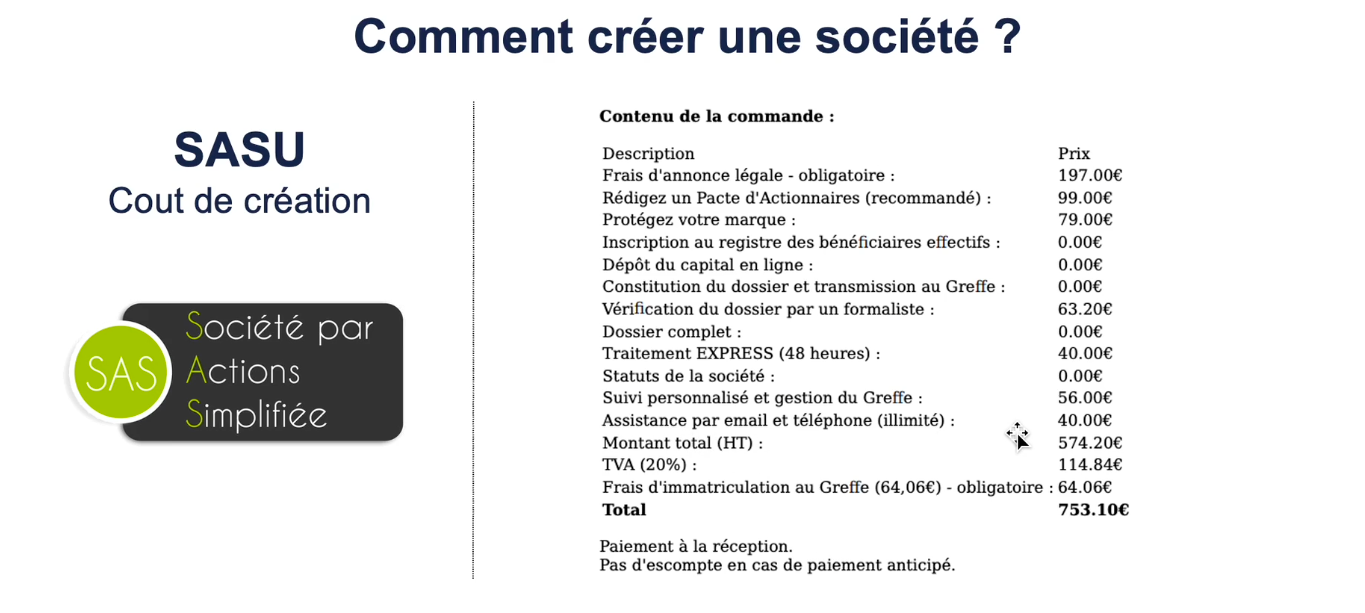 Comment créer une société ?
SASU
Cout de création
SAS
Société par
Actions
Simplifiée
Contenu de la commande :
Description Prix
Frais d'annonce légale - obligatoire : 197.00€
Rédigez un Pacte d'Actionnaires (recommandé) : 99.00€
Protégez votre marque : 79.00€
Inscription au registre des bénéficiaires effectifs : 0.00€
Dépôt du capital en ligne : 0.00€
Constitution du dossier et transmission au Greffe : 0.00€
Vérification du dossier par un formaliste : 63.20€
Dossier complet : 0.00€
Traitement EXPRESS (48 heures) : 40.00€
Statuts de la société : 0.00€
Suivi personnalisé et gestion du Greffe : 56.00€
Assistance par email et téléphone (illimité) : 40.00€
Montant total (HT) : 574.20€
TVA (20%) : 114.84€
Frais d'immatriculation au Greffe (64,06€) - obligatoire : 64.06€
Total 753.10€
Paiement à la réception.
Pas d'escompte en cas de paiement anticipé.